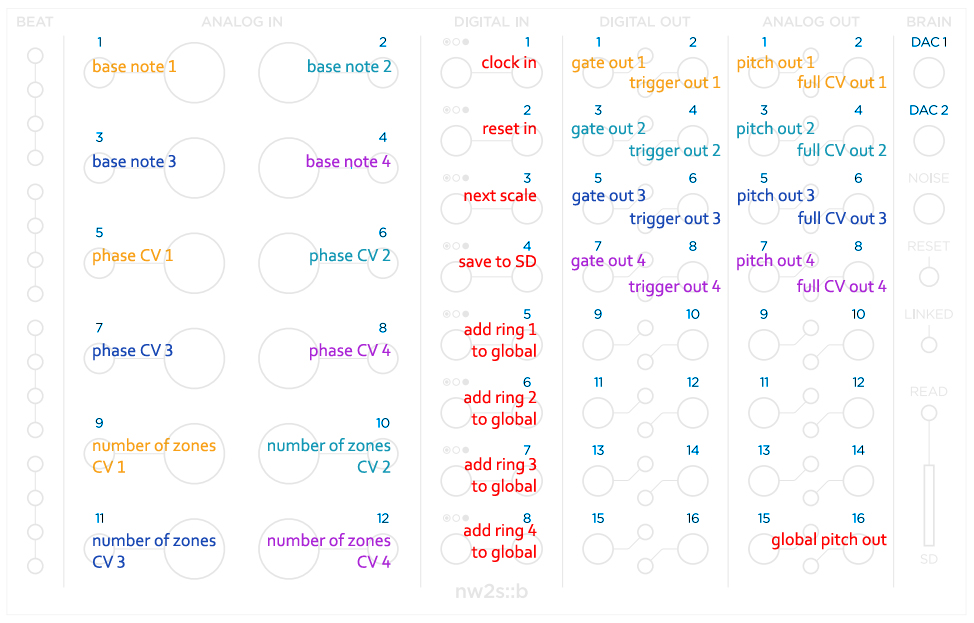 BEAT ANALOG IN DIGITAL IN DIGITAL OUT ANALOG OUT BRAIN
1 2 1 1 2 1 2 DAC 1
base note 1 base note 2 clock in gate out 1 pitch out 1
trigger out 1 full CV out 1
2 3 4 3 4 DAC 2
reset in gate out 2 pitch out 2
3 4
base note 3 base note 4 trigger out 2 full CV out 2
3 5 6 5 6 NOISE
next scale gate out 3 pitch out 3
trigger out 3 full CV out 3
5 6
phase CV 1 phase CV 2
4 7 8 7 8 RESET
save to SD gate out 4 pitch out 4
trigger out 4 full CV out 4
5 9 10 9 10 LINKED
7 8
add ring 1
to global
phase CV 3 phase CV 4
6 11 12 11 12 READ
add ring 2
to global
9 10
number of zones number of zones
CV 1 CV 2
7 13 14 13 14
add ring 3
to global
11 12 8 15 16 15 16
add ring 4
to global
number of zones number of zones global pitch out
CV 3 CV 4
SD
nw2s::b